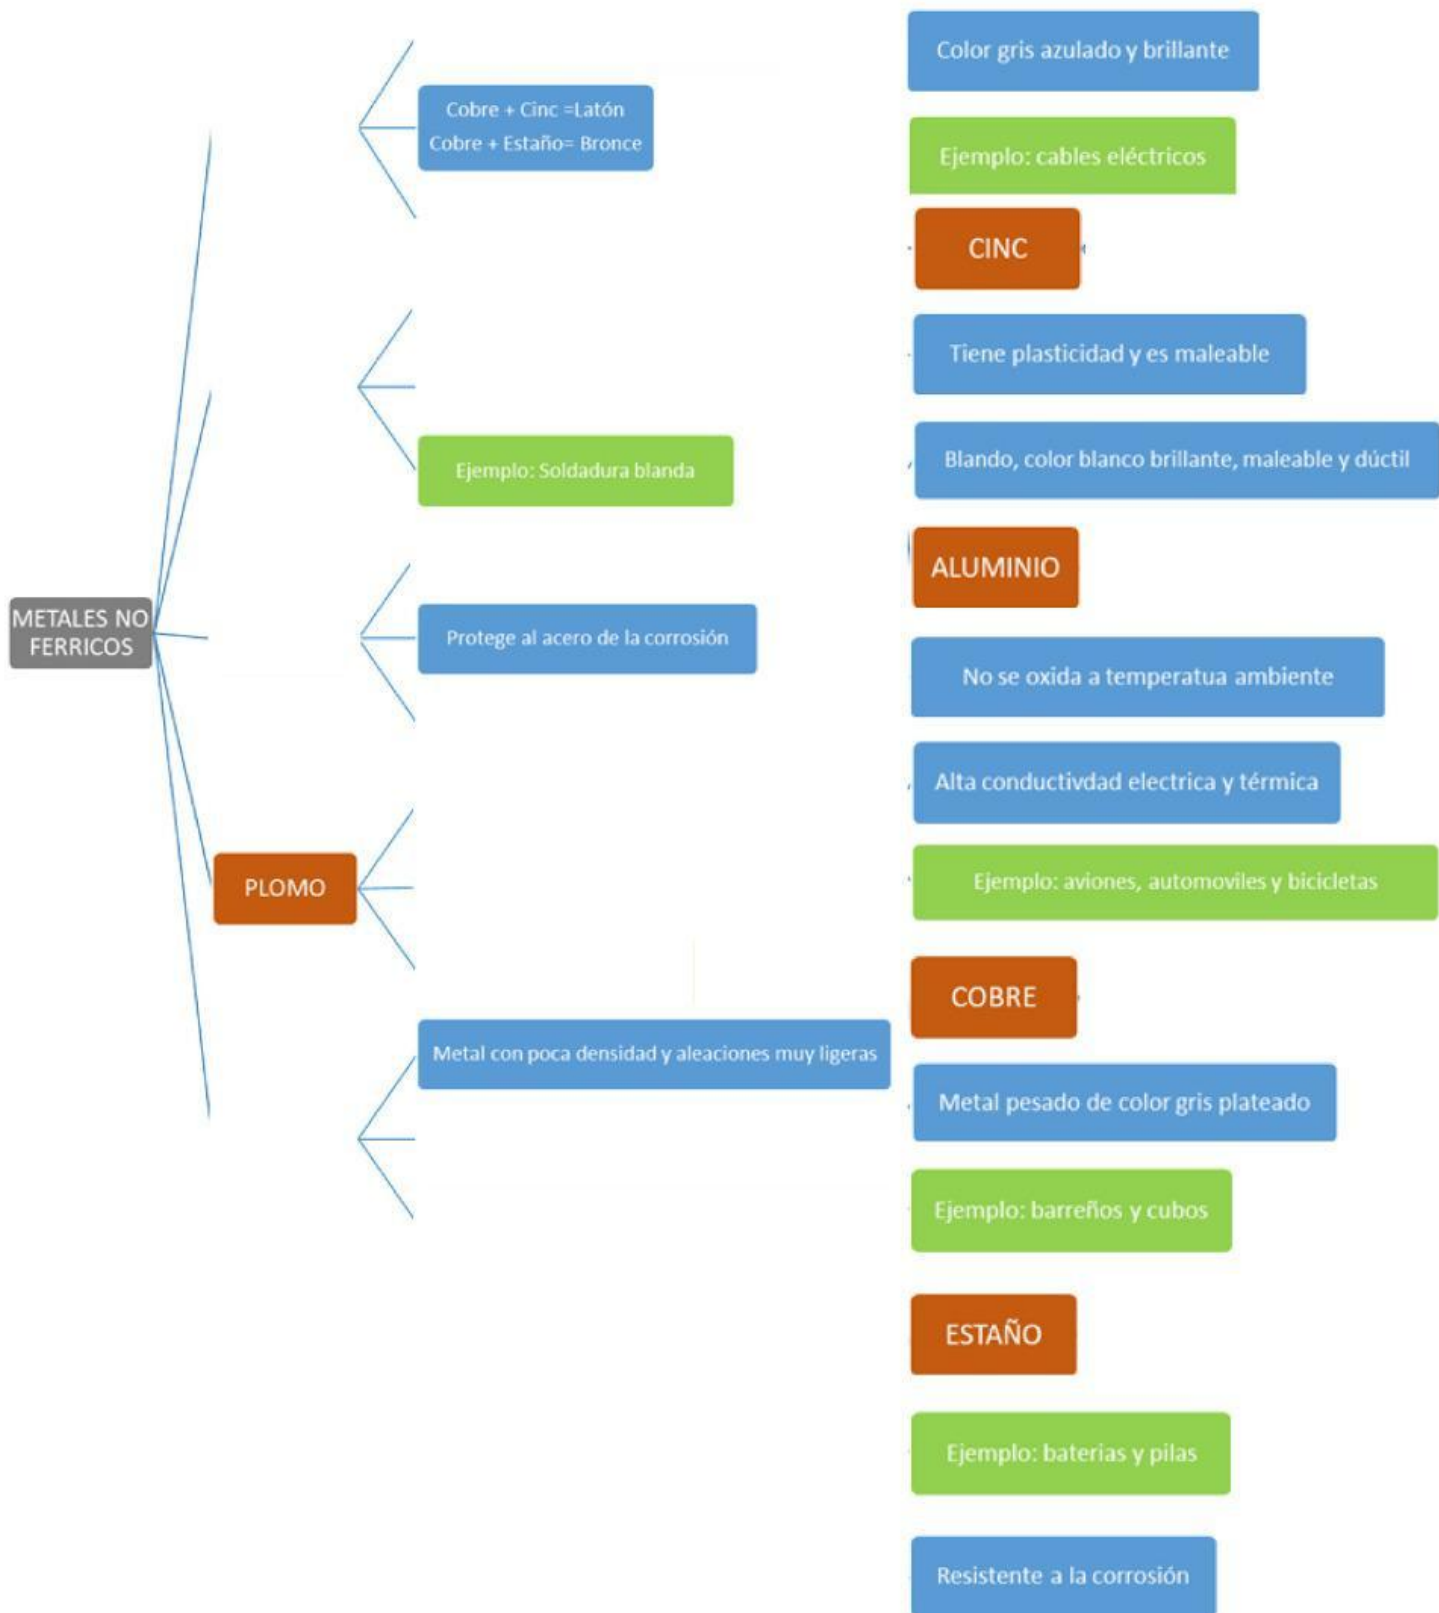 METALES NO
FERRICOS
PLOMO
Cobre + Cinc =Latón
Cobre + Estaño= Bronce
Ejemplo: Soldadura blanda
Protege al acero de la corrosión
Metal con poca densidad y aleaciones muy ligeras
Color gris azulado y brillante
Ejemplo: cables eléctricos
CINC
Tiene plasticidad y es maleable
Blando, color blanco brillante, maleable y dúctil
ALUMINIO
No se oxida a temperatua ambiente
Alta conductivdad electrica y térmica
Ejemplo: aviones, automoviles y bicicletas
COBRE
Metal pesado de color gris plateado
Ejemplo: barreños y cubos
ESTAÑO
Ejemplo: baterias y pilas
Resistente a la corrosión